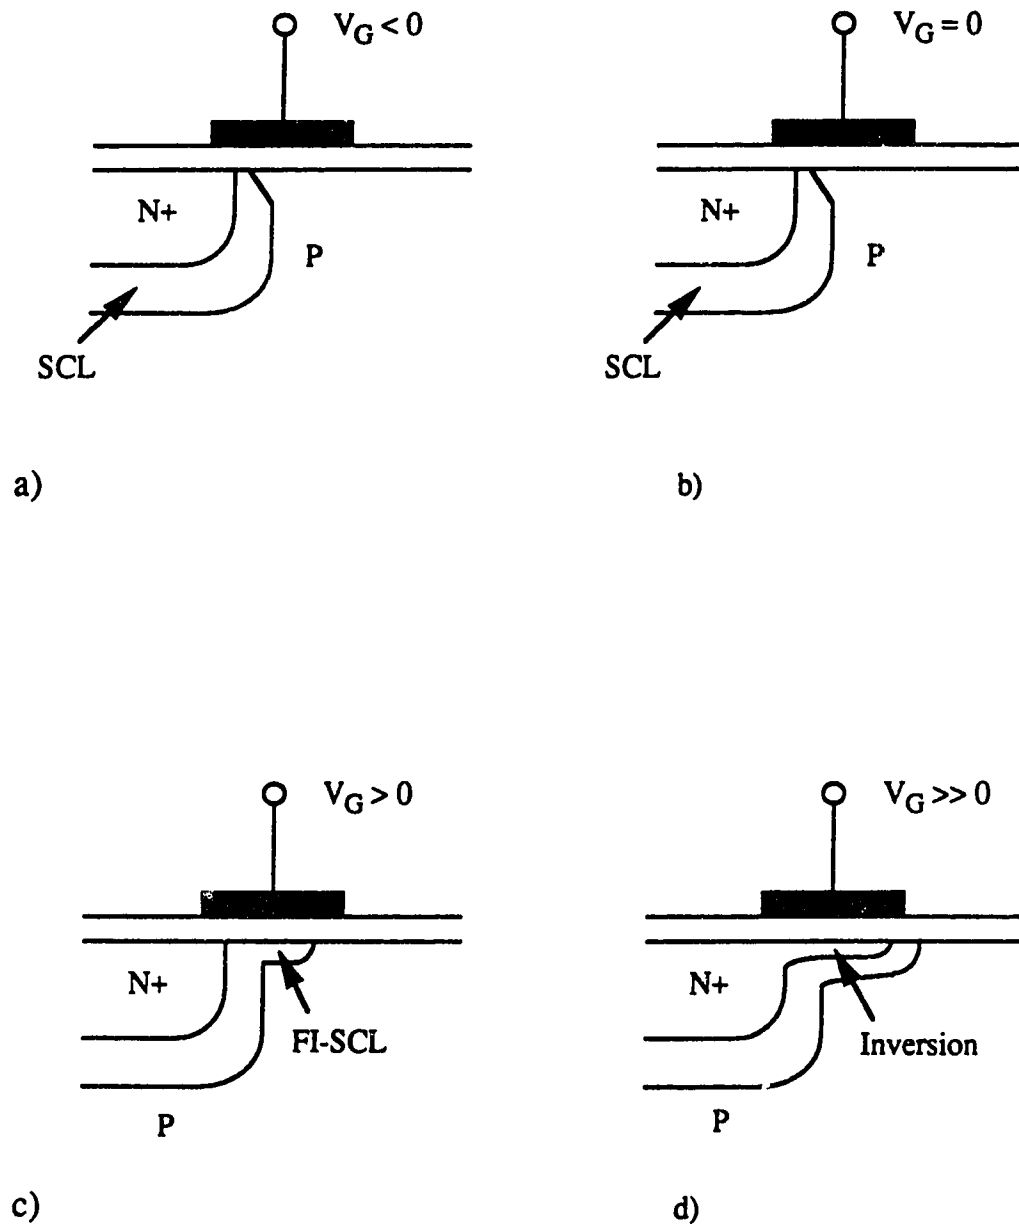 V_G < 0
N+
P
SCL
a)
V_G = 0
N+
P
SCL
b)
V_G > 0
N+
FI-SCL
P
c)
V_G >> 0
N+
Inversion
P
d)